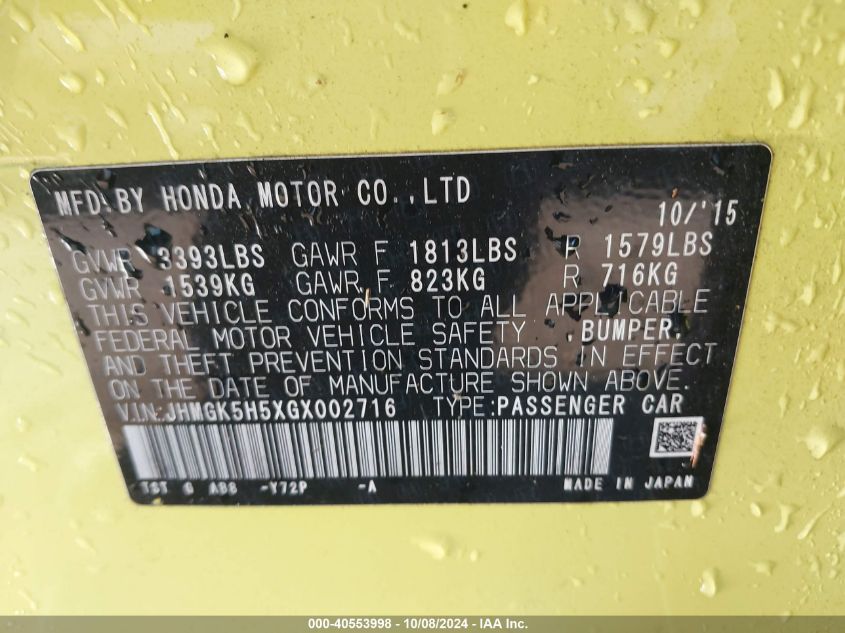 MFD BY HONDA MOTOR CO.,LTD
10/'15
GVWR 3393LBS GAWR F 1813LBS R 1579LBS
GVWR 1539KG GAWR F 823KG R 716KG
THIS VEHICLE CONFORMS TO ALL APPLICABLE
FEDERAL MOTOR VEHICLE SAFETY ,BUMPER,
AND THEFT PREVENTION STANDARDS IN EFFECT
ON THE DATE OF MANUFACTURE SHOWN ABOVE.
V.I.N:JHMGK5H5XGX002716 TYPE:PASSENGER CAR
ABS -Y72P -A MADE IN JAPAN
000-40553998 - 10/08/2024 - IAA Inc.